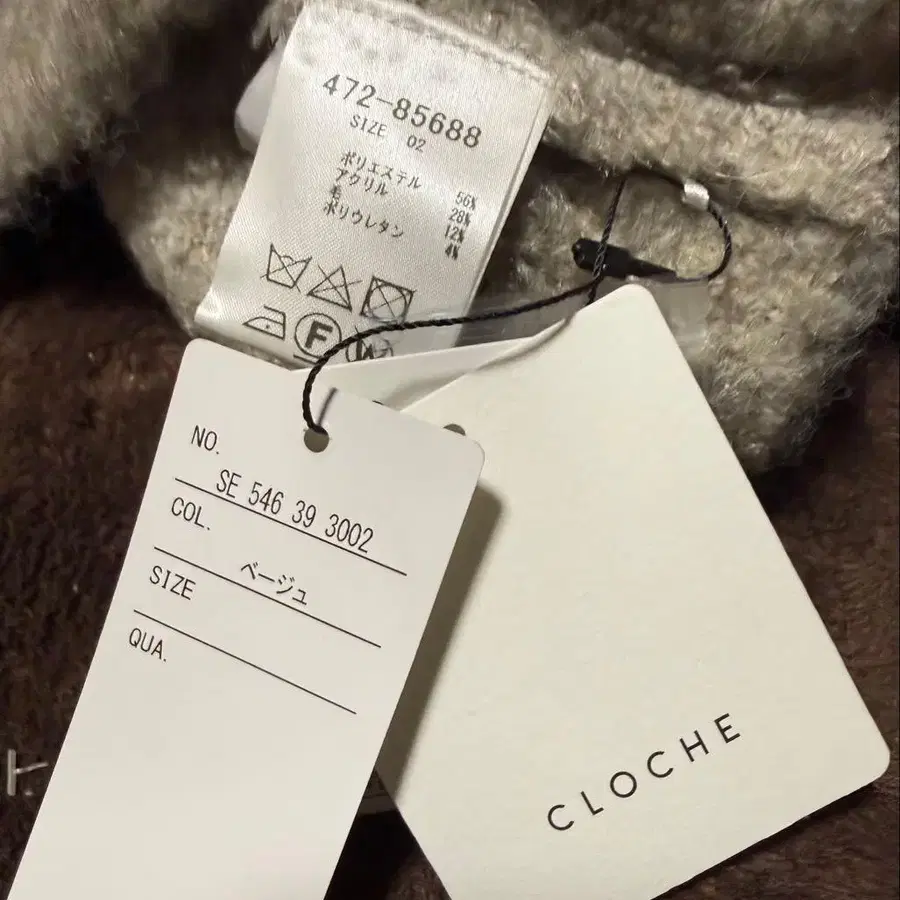 472-85688
SIZE 02
ポリエステル 56%
アクリル 28%
毛 12%
ポリウレタン 4%
F
W
NO.
SE 546 39 3002
COL.
ベージュ
SIZE
QUA.
CLOCHE